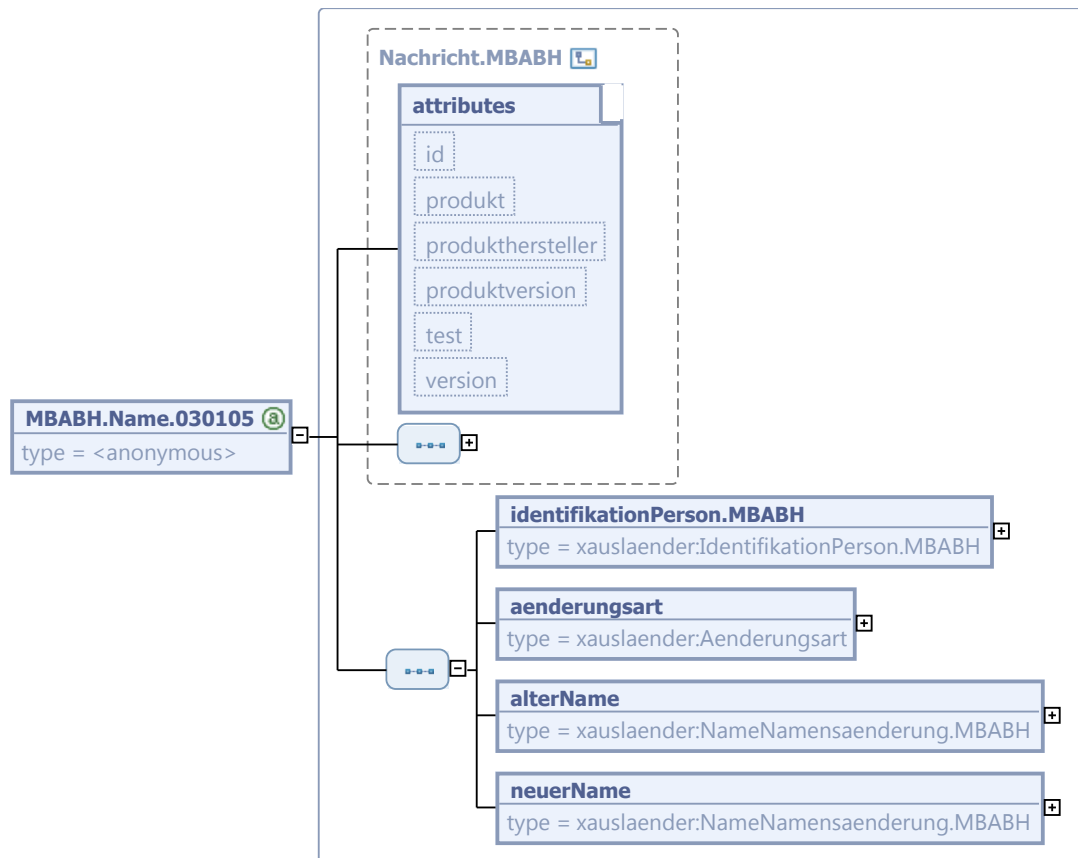 Nachricht.MBABH
attributes
id
produkt
produkthersteller
produktversion
test
version
MBABH.Name.030105 a
type = <anonymous>
identifikationPerson.MBABH
type = xauslaender:IdentifikationPerson.MBABH
aenderungsart
type = xauslaender:Aenderungsart
alterName
type = xauslaender:NameNamensaenderung.MBABH
neuerName
type = xauslaender:NameNamensaenderung.MBABH